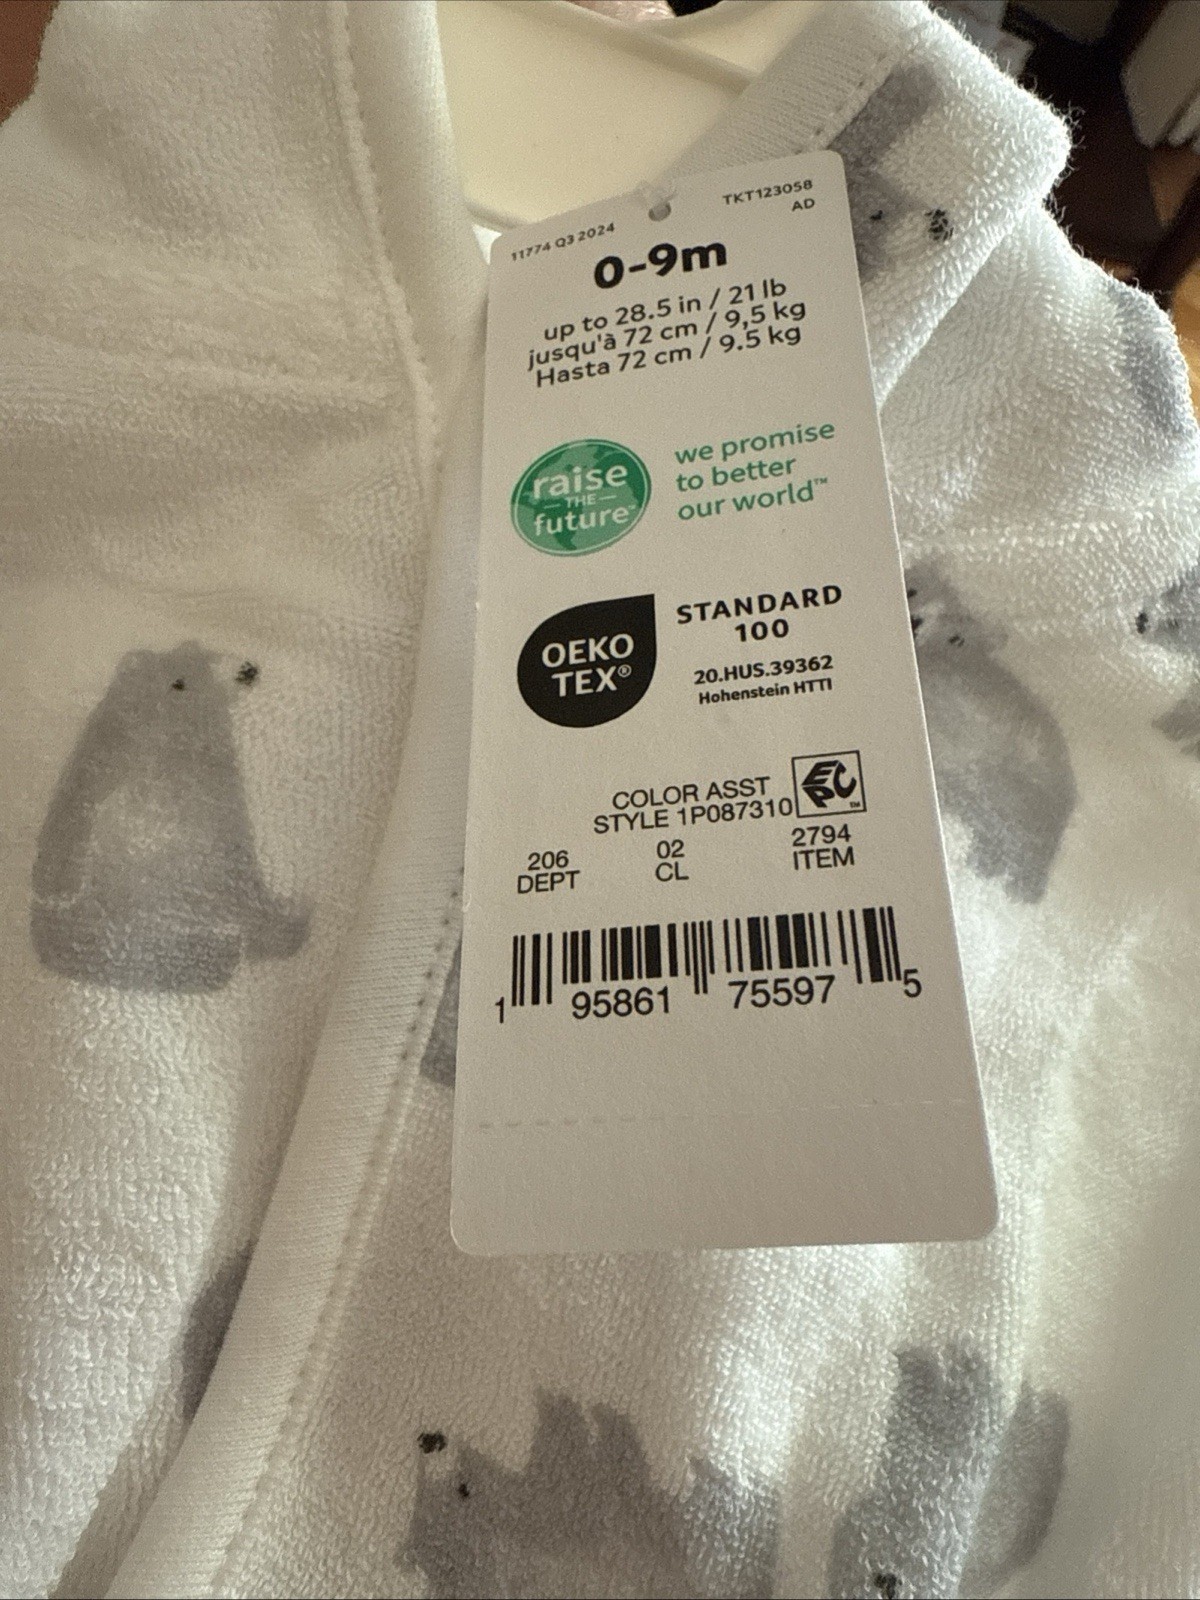 11774 Q3 2024
TKT123058
AD
0-9m
up to 28.5 in / 21 lb
jusqu'à 72 cm / 9,5 kg
Hasta 72 cm / 9.5 kg
raise
THE
future™
we promise
to better
our world™
OEKO
TEX®
STANDARD
100
20.HUS.39362
Hohenstein HTTI
COLOR ASST
STYLE 1P087310
EPC™
206
DEPT
02
CL
2794
ITEM
1 95861 75597 5